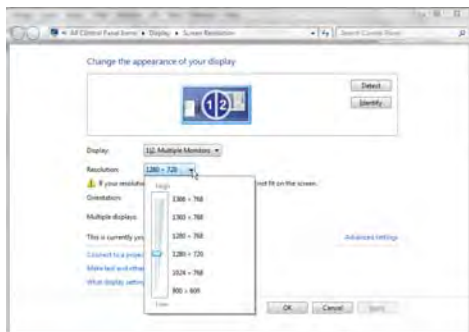 All Control Panel Items ▸ Display ▸ Screen Resolution
Search Control Panel
Change the appearance of your display
1|2
Detect
Identify
Display: 1|2. Multiple Monitors
Resolution: 1280 × 720
If your resolution
not fit on the screen.
High
Orientation:
1366 × 768
Multiple displays:
1360 × 768
1280 × 768
This is currently
Advanced settings
Connect to a projec
1280 × 720
Make text and other
1024 × 768
What display setting
800 × 600
Low
OK
Cancel
Apply